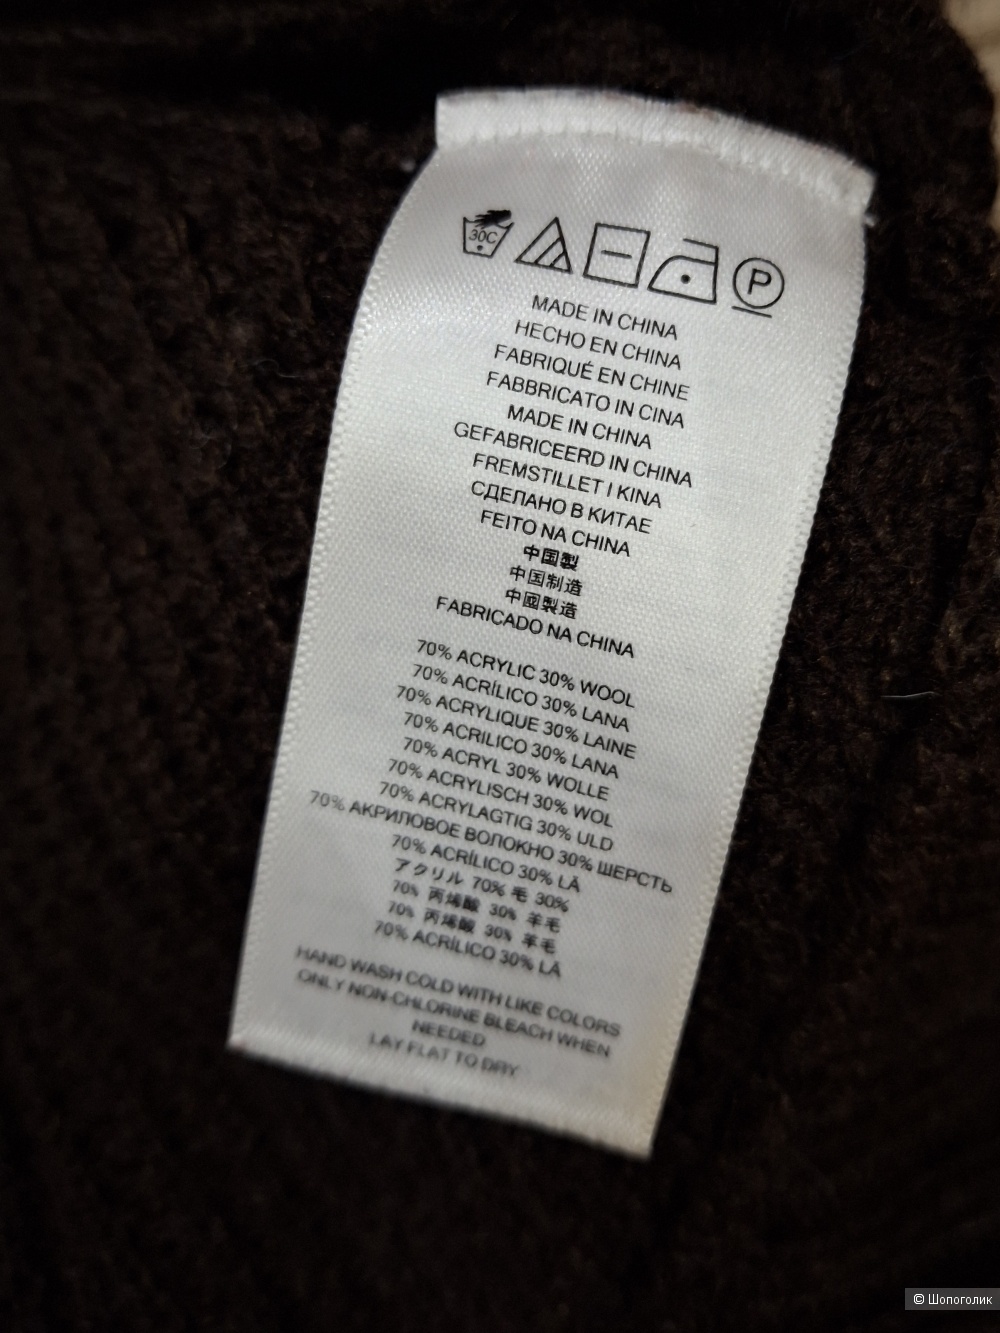 30C
P
MADE IN CHINA
HECHO EN CHINA
FABRIQUÉ EN CHINE
FABBRICATO IN CINA
MADE IN CHINA
GEFABRICEERD IN CHINA
FREMSTILLET I KINA
СДЕЛАНО В КИТАЕ
FEITO NA CHINA
中国製
中国制造
中國製造
FABRICADO NA CHINA
70% ACRYLIC 30% WOOL
70% ACRÍLICO 30% LANA
70% ACRYLIQUE 30% LAINE
70% ACRILICO 30% LANA
70% ACRYL 30% WOLLE
70% ACRYLISCH 30% WOL
70% ACRYLAGTIG 30% ULD
70% АКРИЛОВОЕ ВОЛОКНО 30% ШЕРСТЬ
70% ACRÍLICO 30% LÃ
アクリル 70% 毛 30%
70% 丙烯酸 30% 羊毛
70% 丙烯酸 30% 羊毛
70% ACRÍLICO 30% LÃ
HAND WASH COLD WITH LIKE COLORS
ONLY NON-CHLORINE BLEACH WHEN
NEEDED
LAY FLAT TO DRY
© Шопоголик